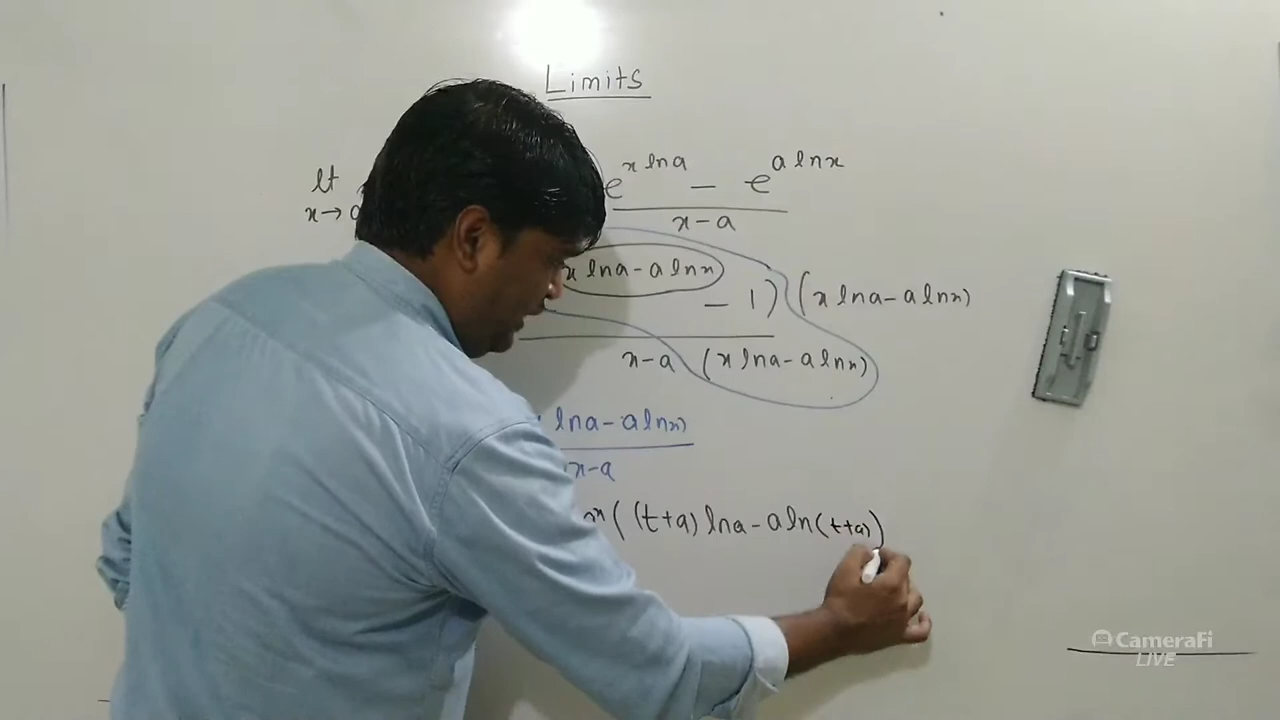 Limits
lt e^{x ln a} - e^{a ln x}
x→a x-a
x ln a - a ln x
- 1) (x ln a - a ln x)
x-a (x ln a - a ln x)
ln a - a ln x)
x-a
x((t+a) ln a - a ln(t+a))
CameraFi
LIVE